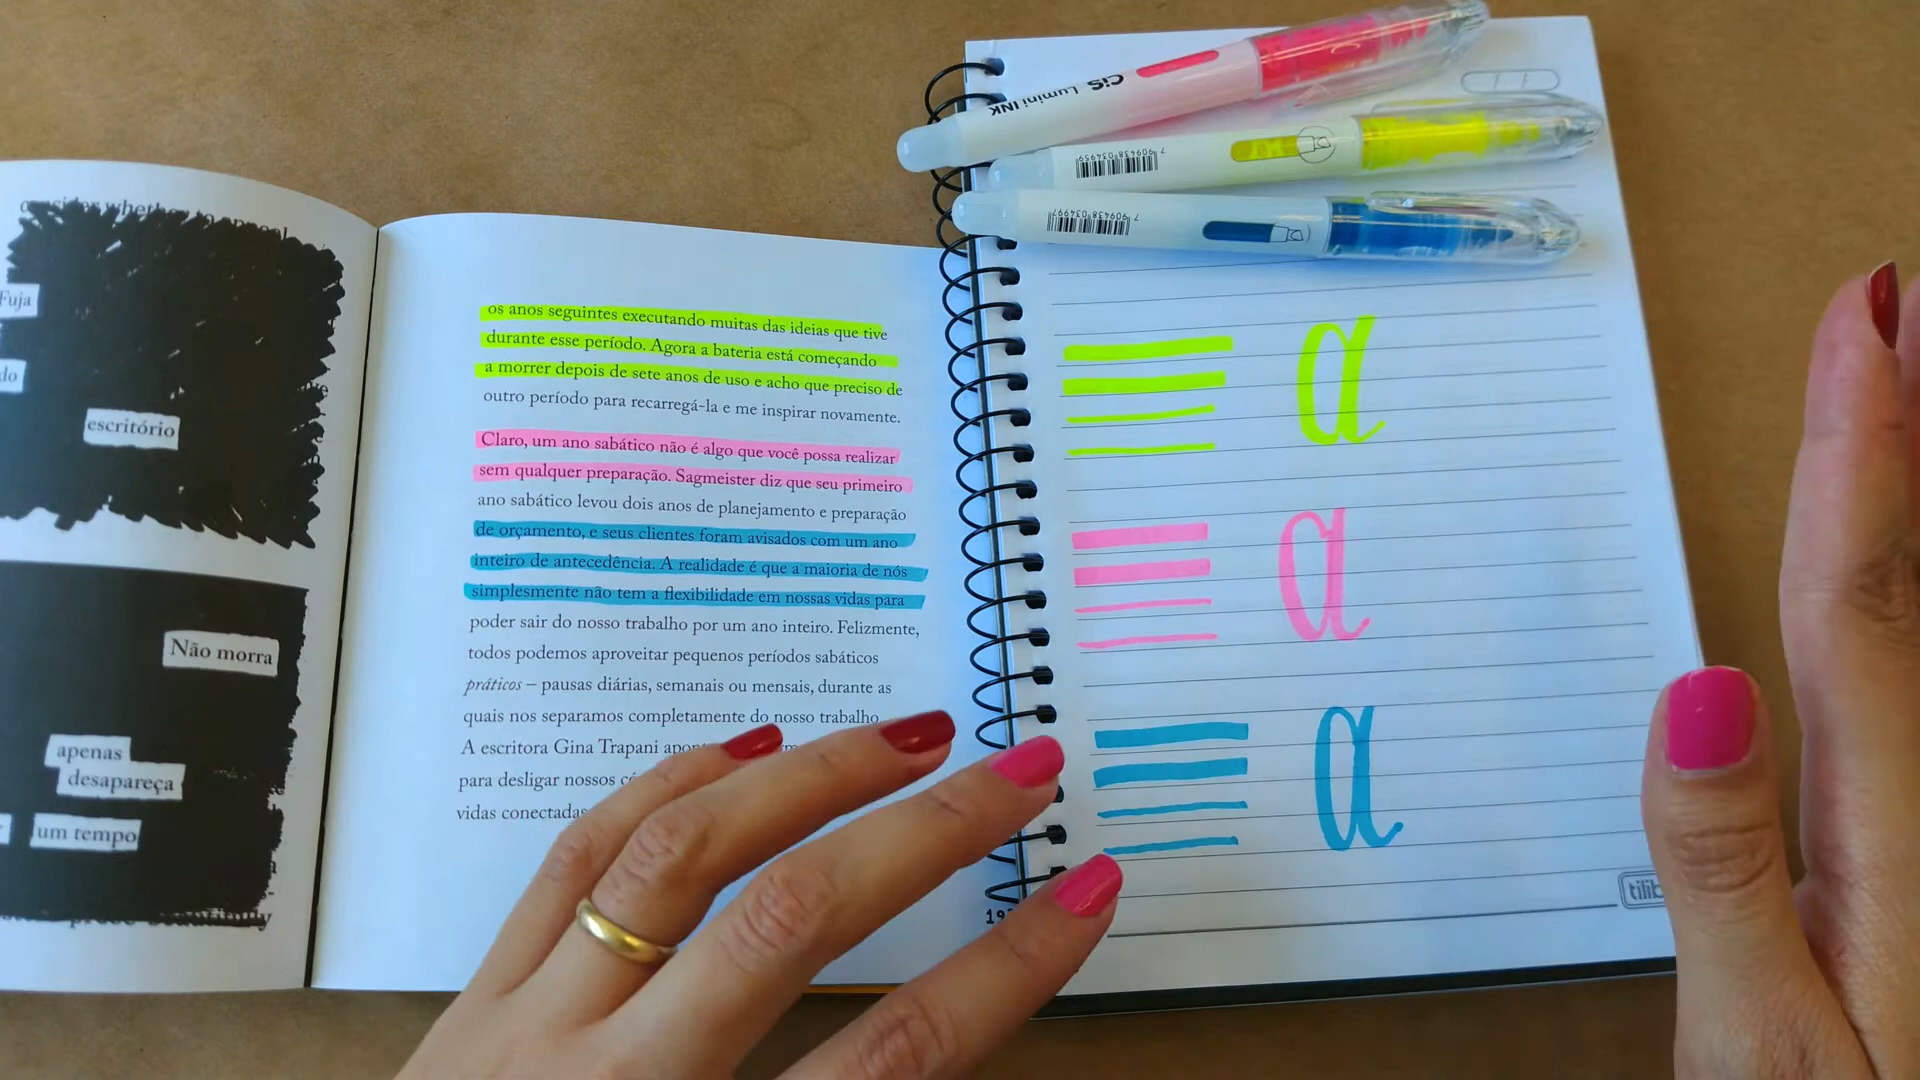 Fuja
do
escritório
Não morra
apenas
desapareça
um tempo
os anos seguintes executando muitas das ideias que tive
durante esse período. Agora a bateria está começando
a morrer depois de sete anos de uso e acho que preciso de
outro período para recarregá-la e me inspirar novamente.
Claro, um ano sabático não é algo que você possa realizar
sem qualquer preparação. Sagmeister diz que seu primeiro
ano sabático levou dois anos de planejamento e preparação
de orçamento, e seus clientes foram avisados com um ano
inteiro de antecedência. A realidade é que a maioria de nós
simplesmente não tem a flexibilidade em nossas vidas para
poder sair do nosso trabalho por um ano inteiro. Felizmente,
todos podemos aproveitar pequenos períodos sabáticos
práticos – pausas diárias, semanais ou mensais, durante as
quais nos separamos completamente do nosso trabalho
A escritora Gina Trapani
para desligar nossos
vidas conectadas
CiS Lumini INK
7 909438 034959
7 909438 034997
a
a
a